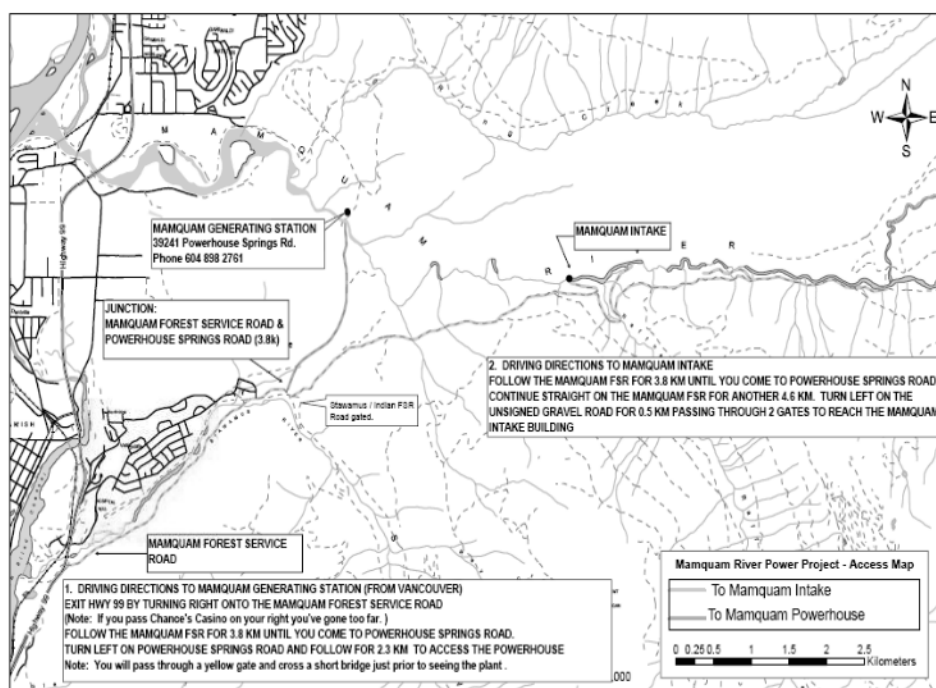 M A M Q U A M
R I E R
N
W E
S
Highway 99
MAMQUAM GENERATING STATION
39241 Powerhouse Springs Rd.
Phone 604 898 2761
MAMQUAM INTAKE
JUNCTION:
MAMQUAM FOREST SERVICE ROAD &
POWERHOUSE SPRINGS ROAD (3.8k)
Stawamus / Indian FSR
Road gated.
2. DRIVING DIRECTIONS TO MAMQUAM INTAKE
FOLLOW THE MAMQUAM FSR FOR 3.8 KM UNTIL YOU COME TO POWERHOUSE SPRINGS ROAD
CONTINUE STRAIGHT ON THE MAMQUAM FSR FOR ANOTHER 4.6 KM. TURN LEFT ON THE
UNSIGNED GRAVEL ROAD FOR 0.5 KM PASSING THROUGH 2 GATES TO REACH THE MAMQUAM
INTAKE BUILDING
MAMQUAM FOREST SERVICE
ROAD
1. DRIVING DIRECTIONS TO MAMQUAM GENERATING STATION (FROM VANCOUVER)
EXIT HWY 99 BY TURNING RIGHT ONTO THE MAMQUAM FOREST SERVICE ROAD
(Note: If you pass Chance's Casino on your right you've gone too far. )
FOLLOW THE MAMQUAM FSR FOR 3.8 KM UNTIL YOU COME TO POWERHOUSE SPRINGS ROAD.
TURN LEFT ON POWERHOUSE SPRINGS ROAD AND FOLLOW FOR 2.3 KM TO ACCESS THE POWERHOUSE
Note: You will pass through a yellow gate and cross a short bridge just prior to seeing the plant .
:000
Mamquam River Power Project - Access Map
To Mamquam Intake
To Mamquam Powerhouse
0 0.25 0.5 1 1.5 2 2.5
Kilometers